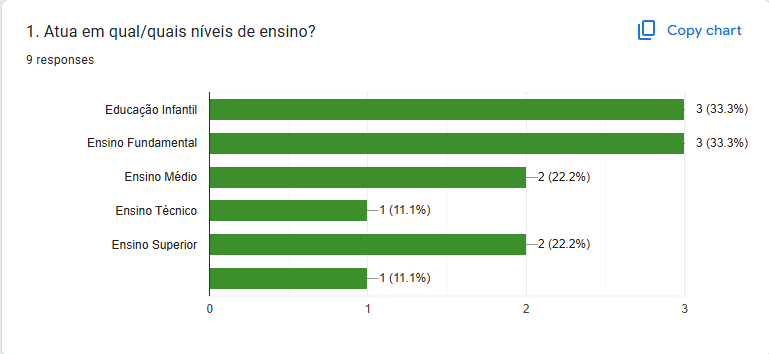 1. Atua em qual/quais níveis de ensino?
Copy chart
9 responses
Educação Infantil
3 (33.3%)
Ensino Fundamental
3 (33.3%)
Ensino Médio
2 (22.2%)
Ensino Técnico
1 (11.1%)
Ensino Superior
2 (22.2%)
1 (11.1%)
0
1
2
3